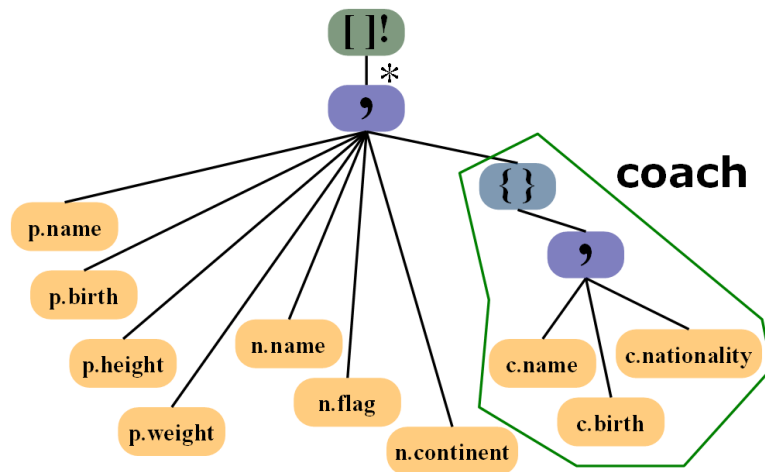 [ ]!
*
,
{ }
coach
p.name
,
p.birth
n.name
p.height
c.name
c.nationality
n.flag
p.weight
c.birth
n.continent